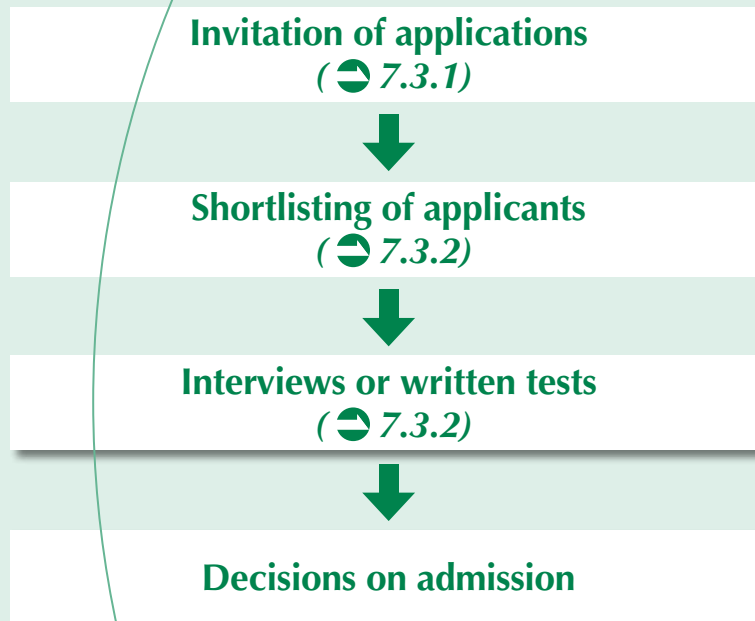 Invitation of applications
( ➲ 7.3.1)
Shortlisting of applicants
( ➲ 7.3.2)
Interviews or written tests
( ➲ 7.3.2)
Decisions on admission